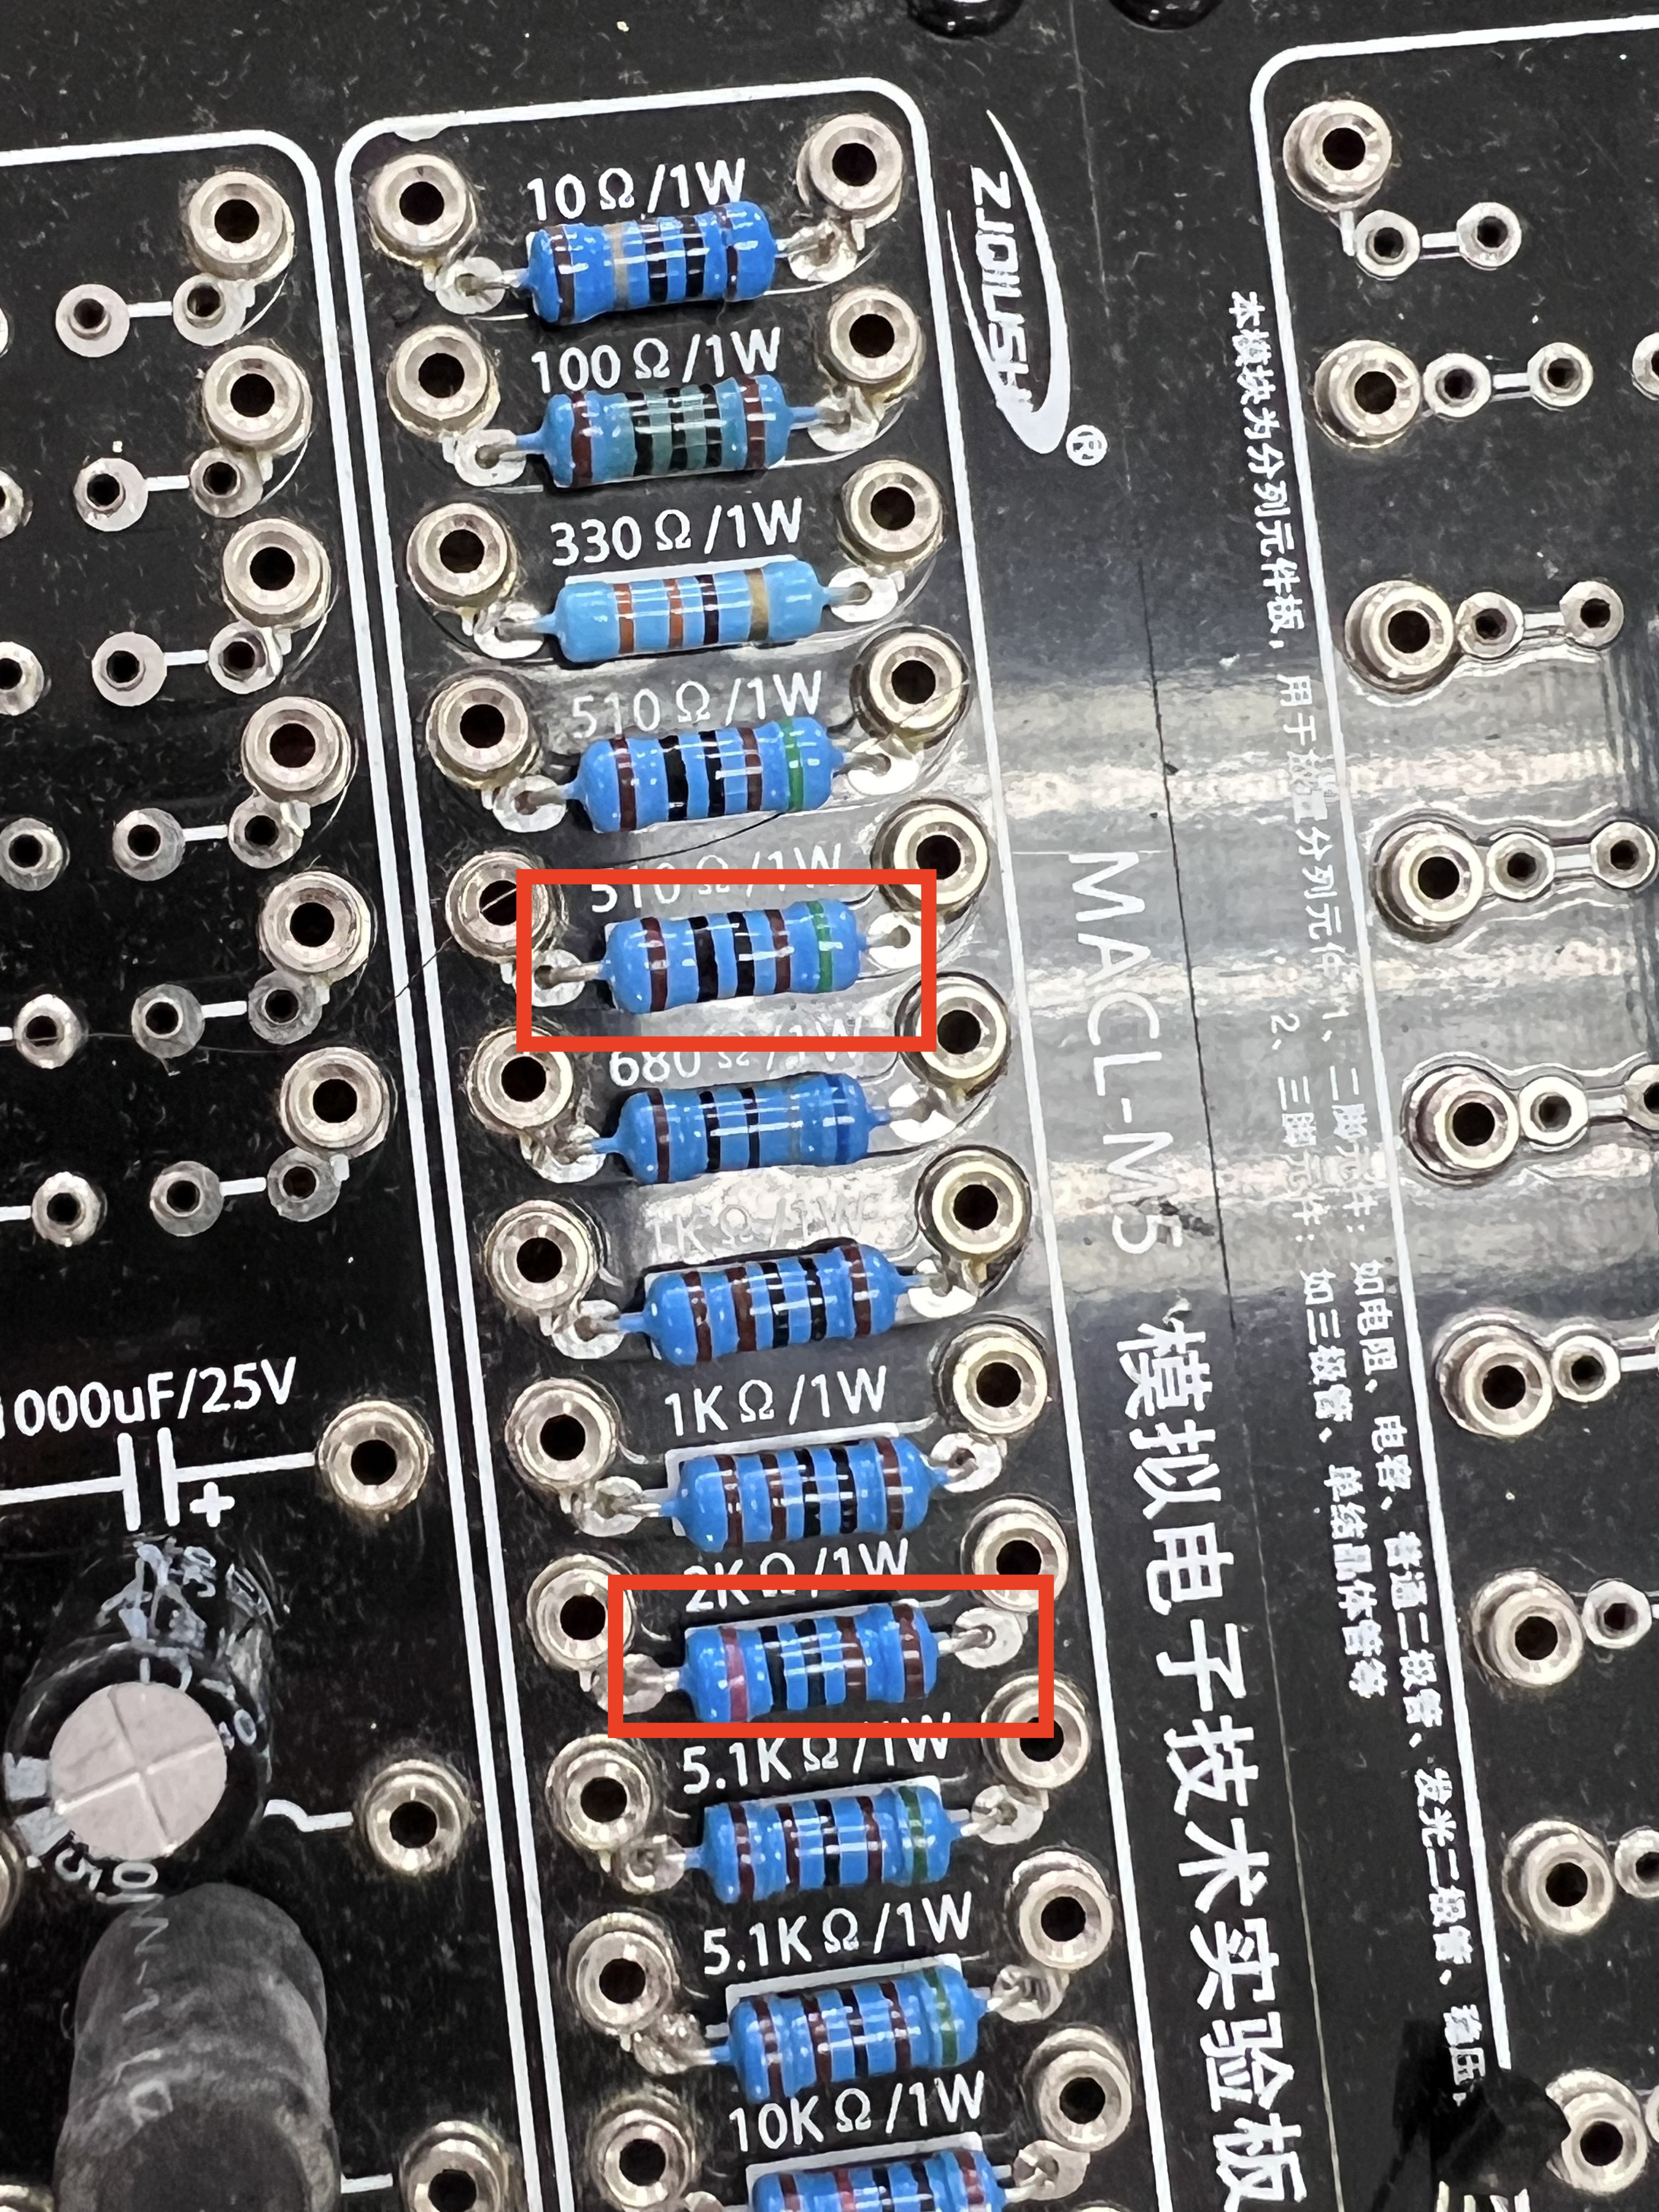 10Ω/1W
100Ω/1W
330Ω/1W
510Ω/1W
510Ω/1W
680Ω/1W
1KΩ/1W
1KΩ/1W
2KΩ/1W
5.1KΩ/1W
5.1KΩ/1W
10KΩ/1W
1000uF/25V
+
ZJDILISH
®
MACL-M5
模拟电子技术实验板
本模块为分列元件板,用于放置分列元件,1、二脚元件:如电阻、电容、普通二极管、发光二极管、稳压,
2、三脚元件:如三极管、单结晶体管等